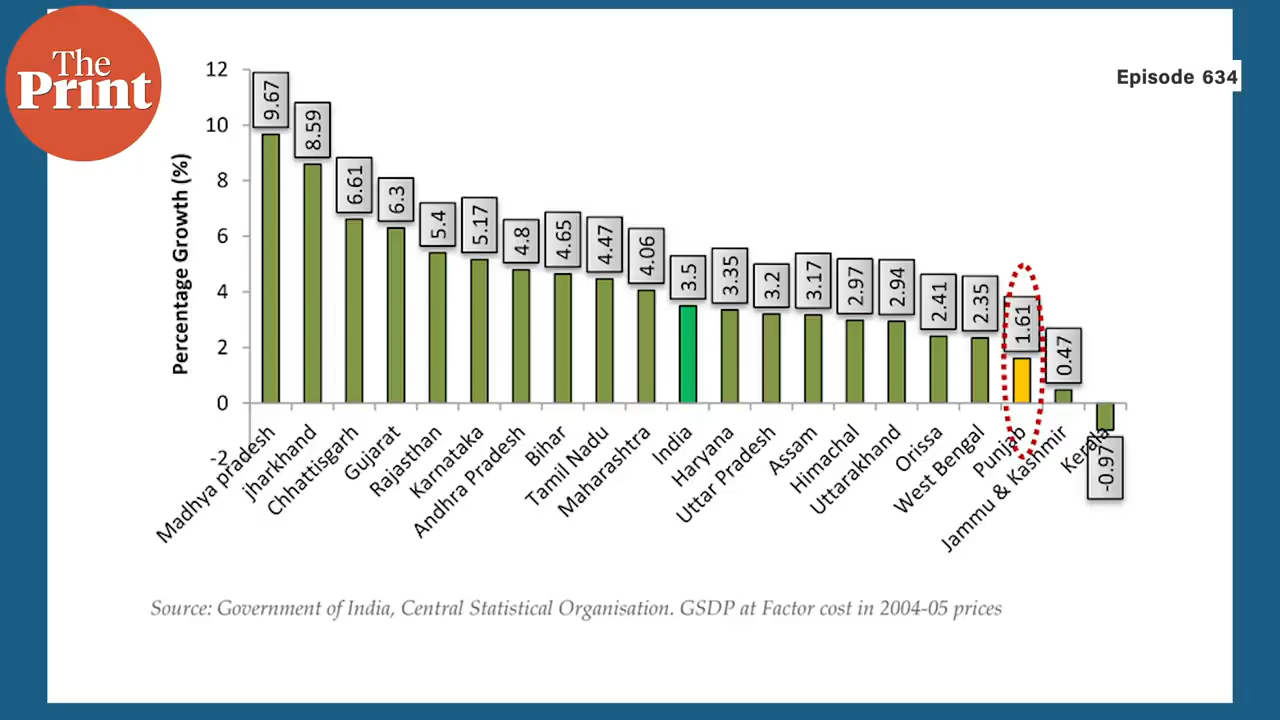 The
Print
Episode 634
Percentage Growth (%)
12
10
8
6
4
2
0
-2
9.67
8.59
6.61
6.3
5.4
5.17
4.8
4.65
4.47
4.06
3.5
3.35
3.2
3.17
2.97
2.94
2.41
2.35
1.61
0.47
-0.97
Madhya pradesh
jharkhand
Chhattisgarh
Gujarat
Rajasthan
Karnataka
Andhra Pradesh
Bihar
Tamil Nadu
Maharashtra
India
Haryana
Uttar Pradesh
Assam
Himachal
Uttarakhand
Orissa
West Bengal
Punjab
Jammu & Kashmir
Kerala
Source: Government of India, Central Statistical Organisation. GSDP at Factor cost in 2004-05 prices